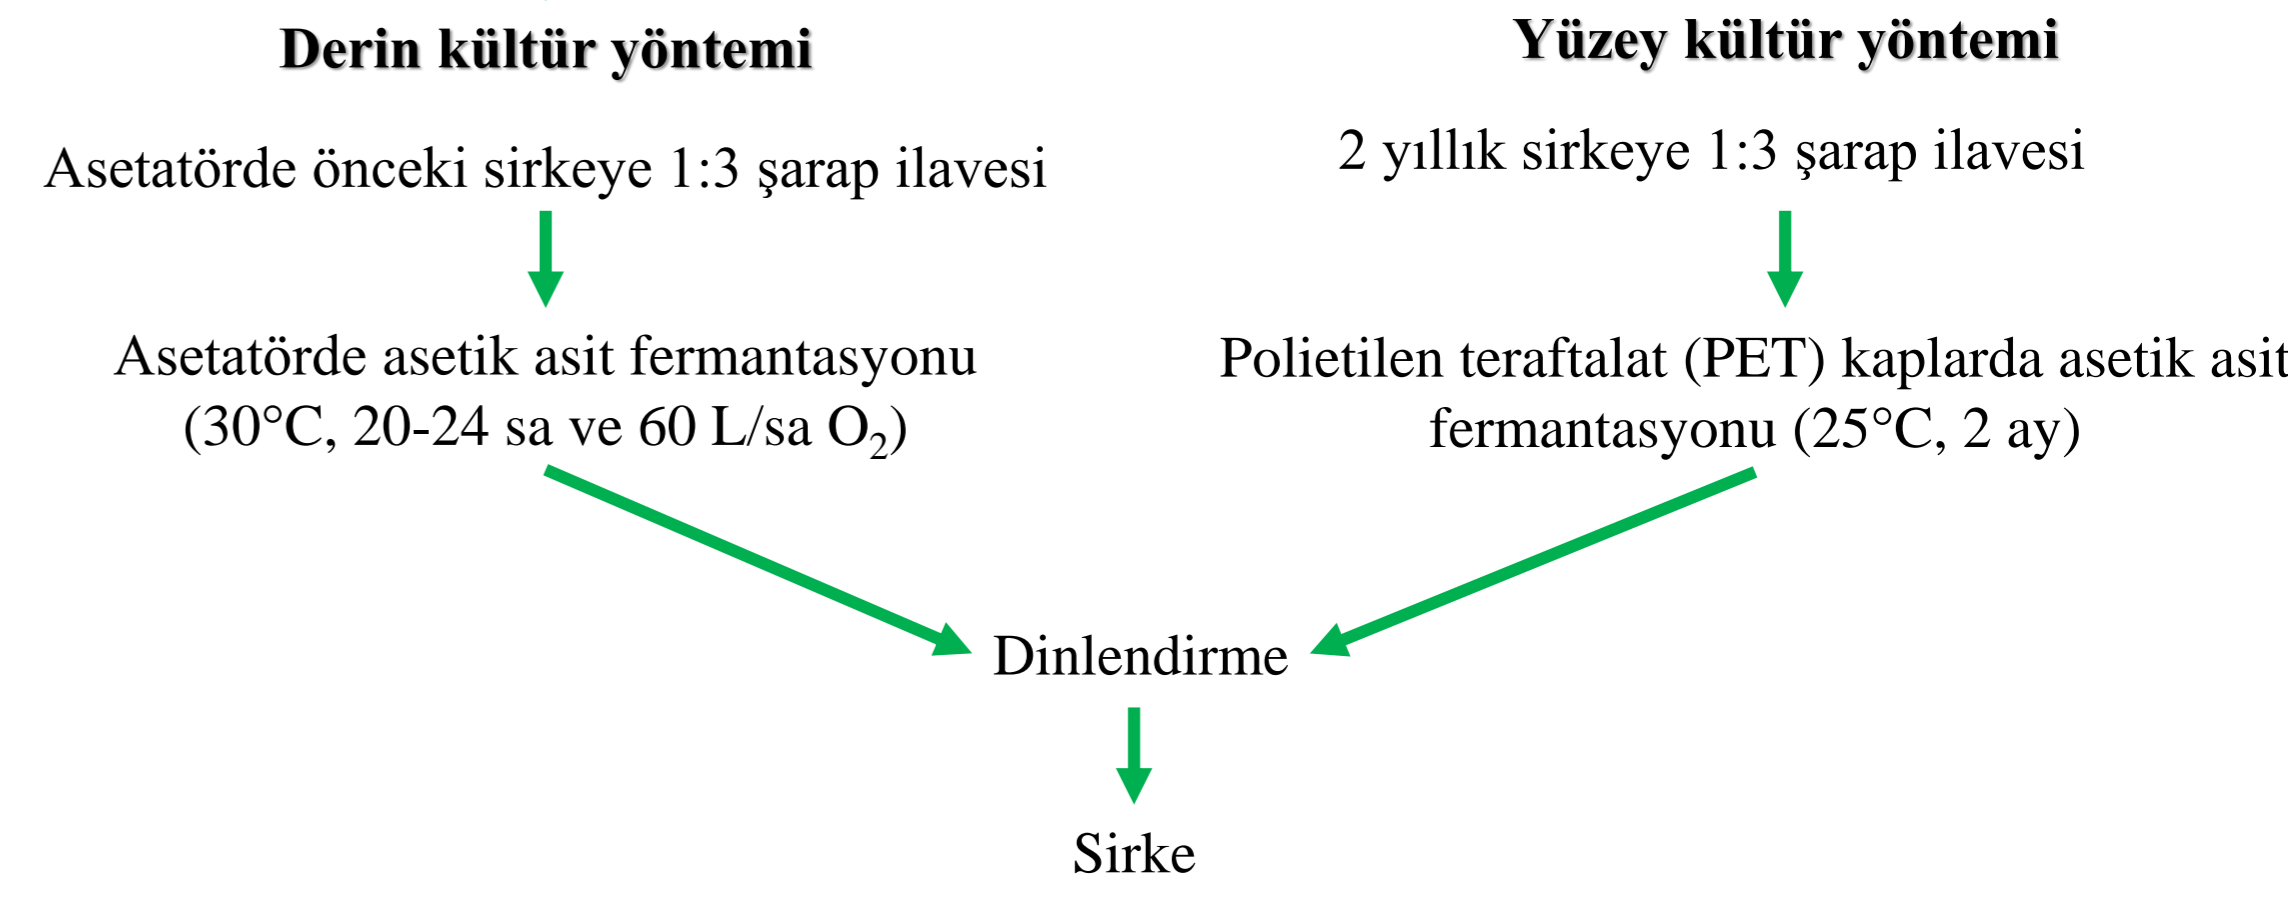 Derin kültür yöntemi
Asetatörde önceki sirkeye 1:3 şarap ilavesi
Asetatörde asetik asit fermantasyonu
(30°C, 20-24 sa ve 60 L/sa O₂)
Yüzey kültür yöntemi
2 yıllık sirkeye 1:3 şarap ilavesi
Polietilen teraftalat (PET) kaplarda asetik asit
fermantasyonu (25°C, 2 ay)
Dinlendirme
Sirke